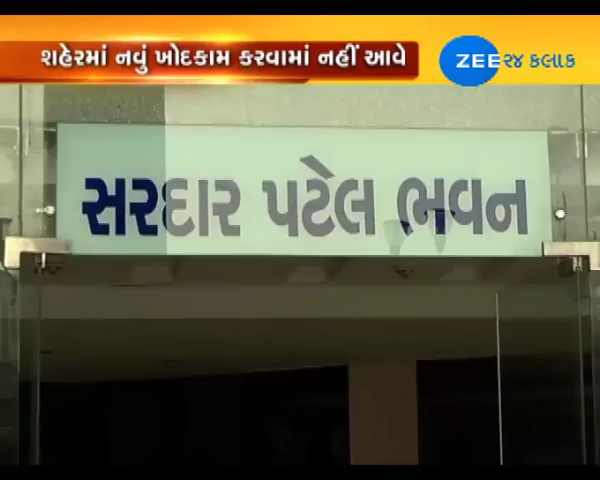 શહેરમાં નવું ખોદકામ કરવામાં નહીં આવે
ZEE ૨૪ કલાક
સરદાર પટેલ ભવન